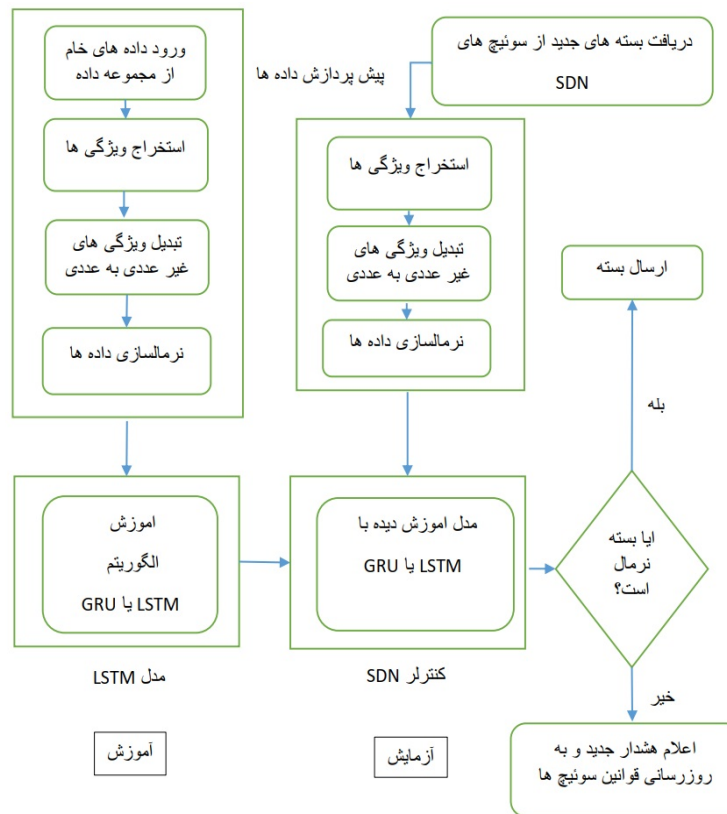 ورود داده های خام
از مجموعه داده
استخراج ویژگی ها
تبدیل ویژگی های
غیر عددی به عددی
نرمالسازی داده ها
اموزش
الگوریتم
LSTM یا GRU
مدل LSTM
آموزش
دریافت بسته های جدید از سوئیچ های
SDN
پیش پردازش داده ها
استخراج ویژگی ها
تبدیل ویژگی های
غیر عددی به عددی
نرمالسازی داده ها
مدل اموزش دیده با
LSTM یا GRU
کنترلر SDN
آزمایش
ارسال بسته
بله
ایا بسته
نرمال
است؟
خیر
اعلام هشدار جدید و به
روزرسانی قوانین سوئیچ ها